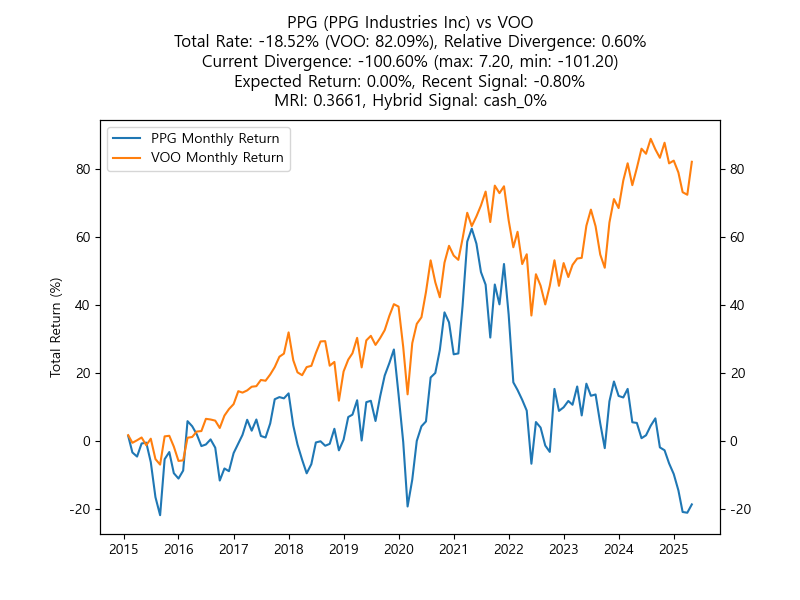 PPG (PPG Industries Inc) vs VOO
Total Rate: -18.52% (VOO: 82.09%), Relative Divergence: 0.60%
Current Divergence: -100.60% (max: 7.20, min: -101.20)
Expected Return: 0.00%, Recent Signal: -0.80%
MRI: 0.3661, Hybrid Signal: cash_0%
PPG Monthly Return
VOO Monthly Return
Total Return (%)
80
60
40
20
0
-20
80
60
40
20
0
-20
2015 2016 2017 2018 2019 2020 2021 2022 2023 2024 2025